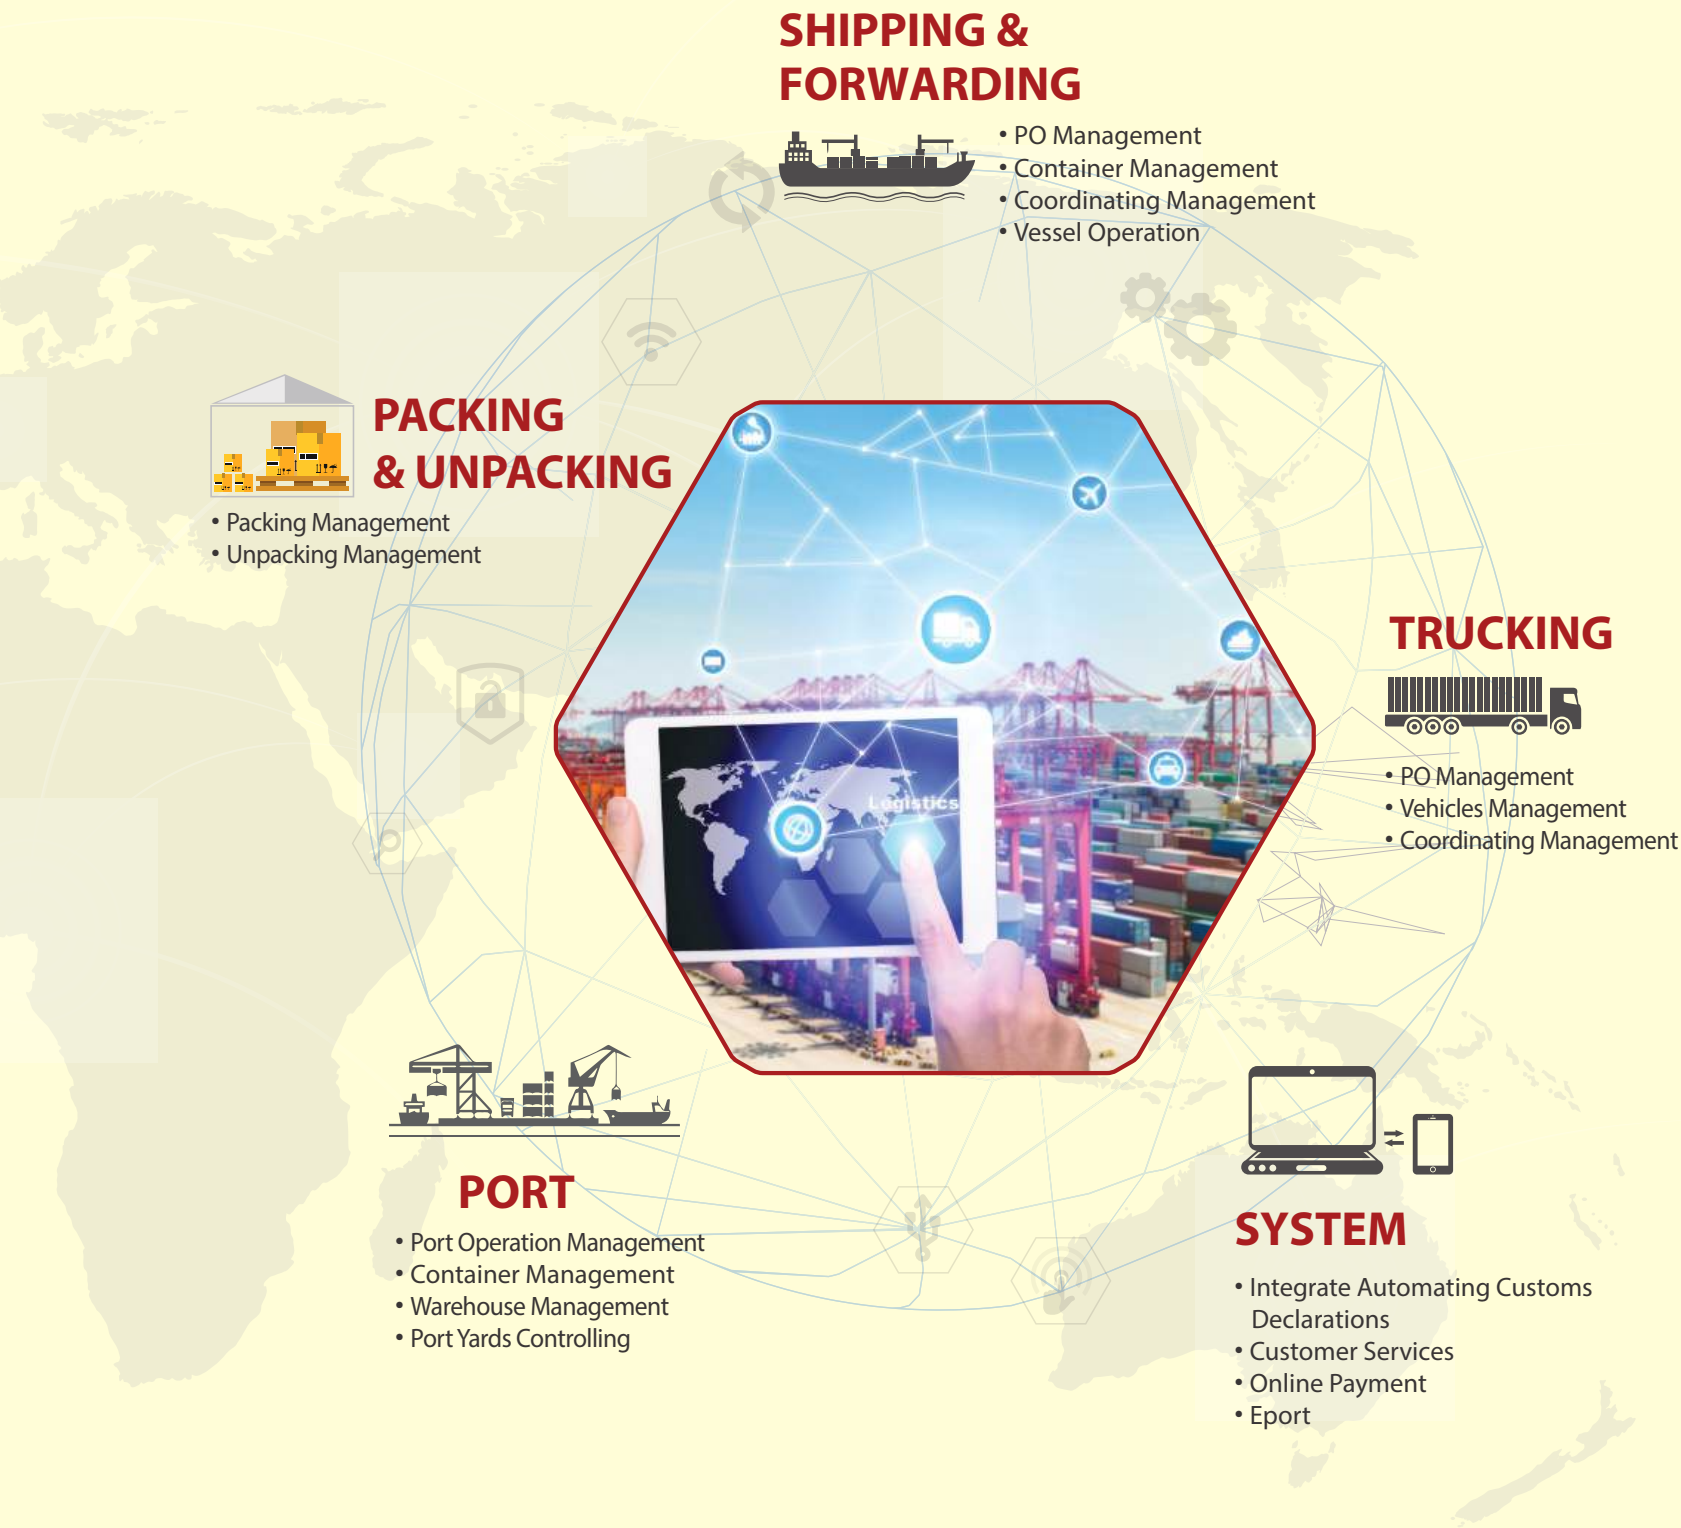 SHIPPING &
FORWARDING
• PO Management
• Container Management
• Coordinating Management
• Vessel Operation
PACKING
& UNPACKING
• Packing Management
• Unpacking Management
TRUCKING
• PO Management
• Vehicles Management
• Coordinating Management
Logistics
PORT
• Port Operation Management
• Container Management
• Warehouse Management
• Port Yards Controlling
SYSTEM
• Integrate Automating Customs
Declarations
• Customer Services
• Online Payment
• Eport